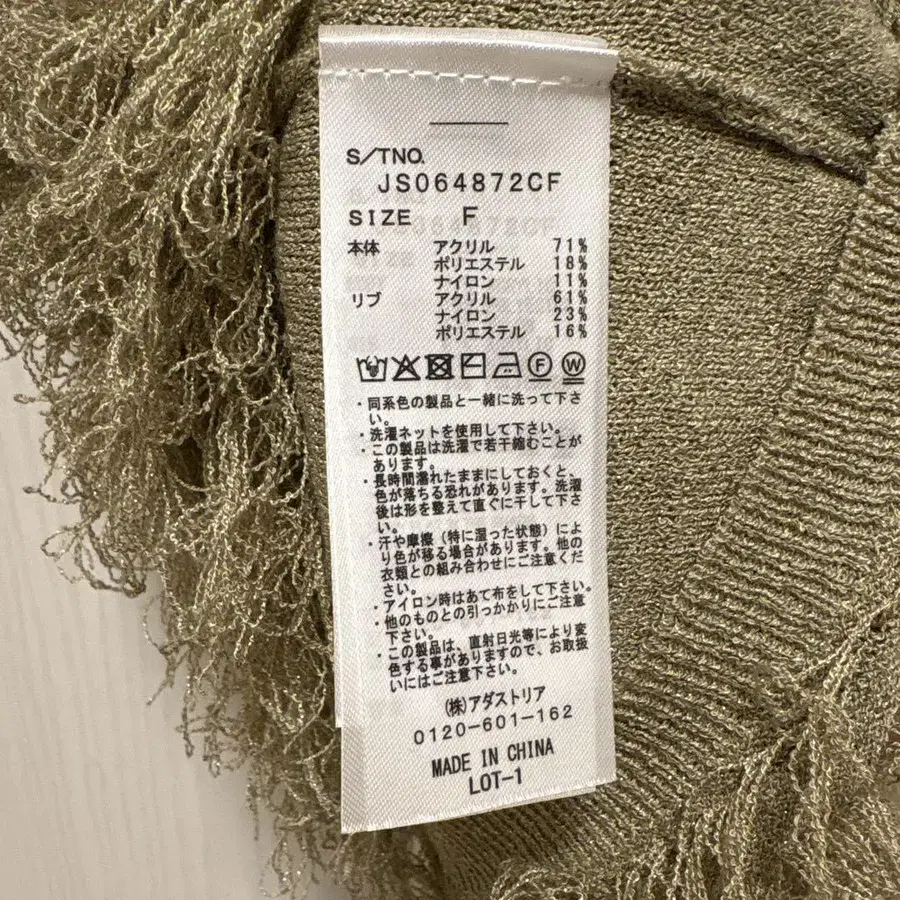 S/TNO.
JS064872CF
SIZE F
本体 アクリル 71%
ポリエステル 18%
ナイロン 11%
リブ アクリル 61%
ナイロン 23%
ポリエステル 16%
・同系色の製品と一緒に洗って下さ
い。
・洗濯ネットを使用して下さい。
・この製品は洗濯で若干縮むことが
あります。
・長時間濡れたままにしておくと、
色が落ちる恐れがあります。洗濯
後は形を整えて直ぐに干して下さ
い。
・汗や摩擦（特に湿った状態）によ
り色が移る場合があります。他の
衣類との組み合わせにご注意くだ
さい。
・アイロン時はあて布をして下さい。
・他のものとの引っかかりにご注意
下さい。
・この製品は、直射日光等により変
色する事がありますので、お取扱
いにはご注意下さい。
(株)アダストリア
0120-601-162
MADE IN CHINA
LOT-1